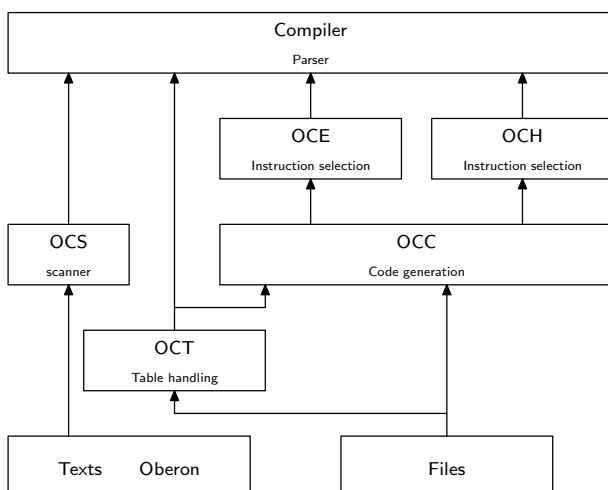 Compiler
Parser
OCE
Instruction selection
OCH
Instruction selection
OCS
scanner
OCC
Code generation
OCT
Table handling
Texts Oberon
Files